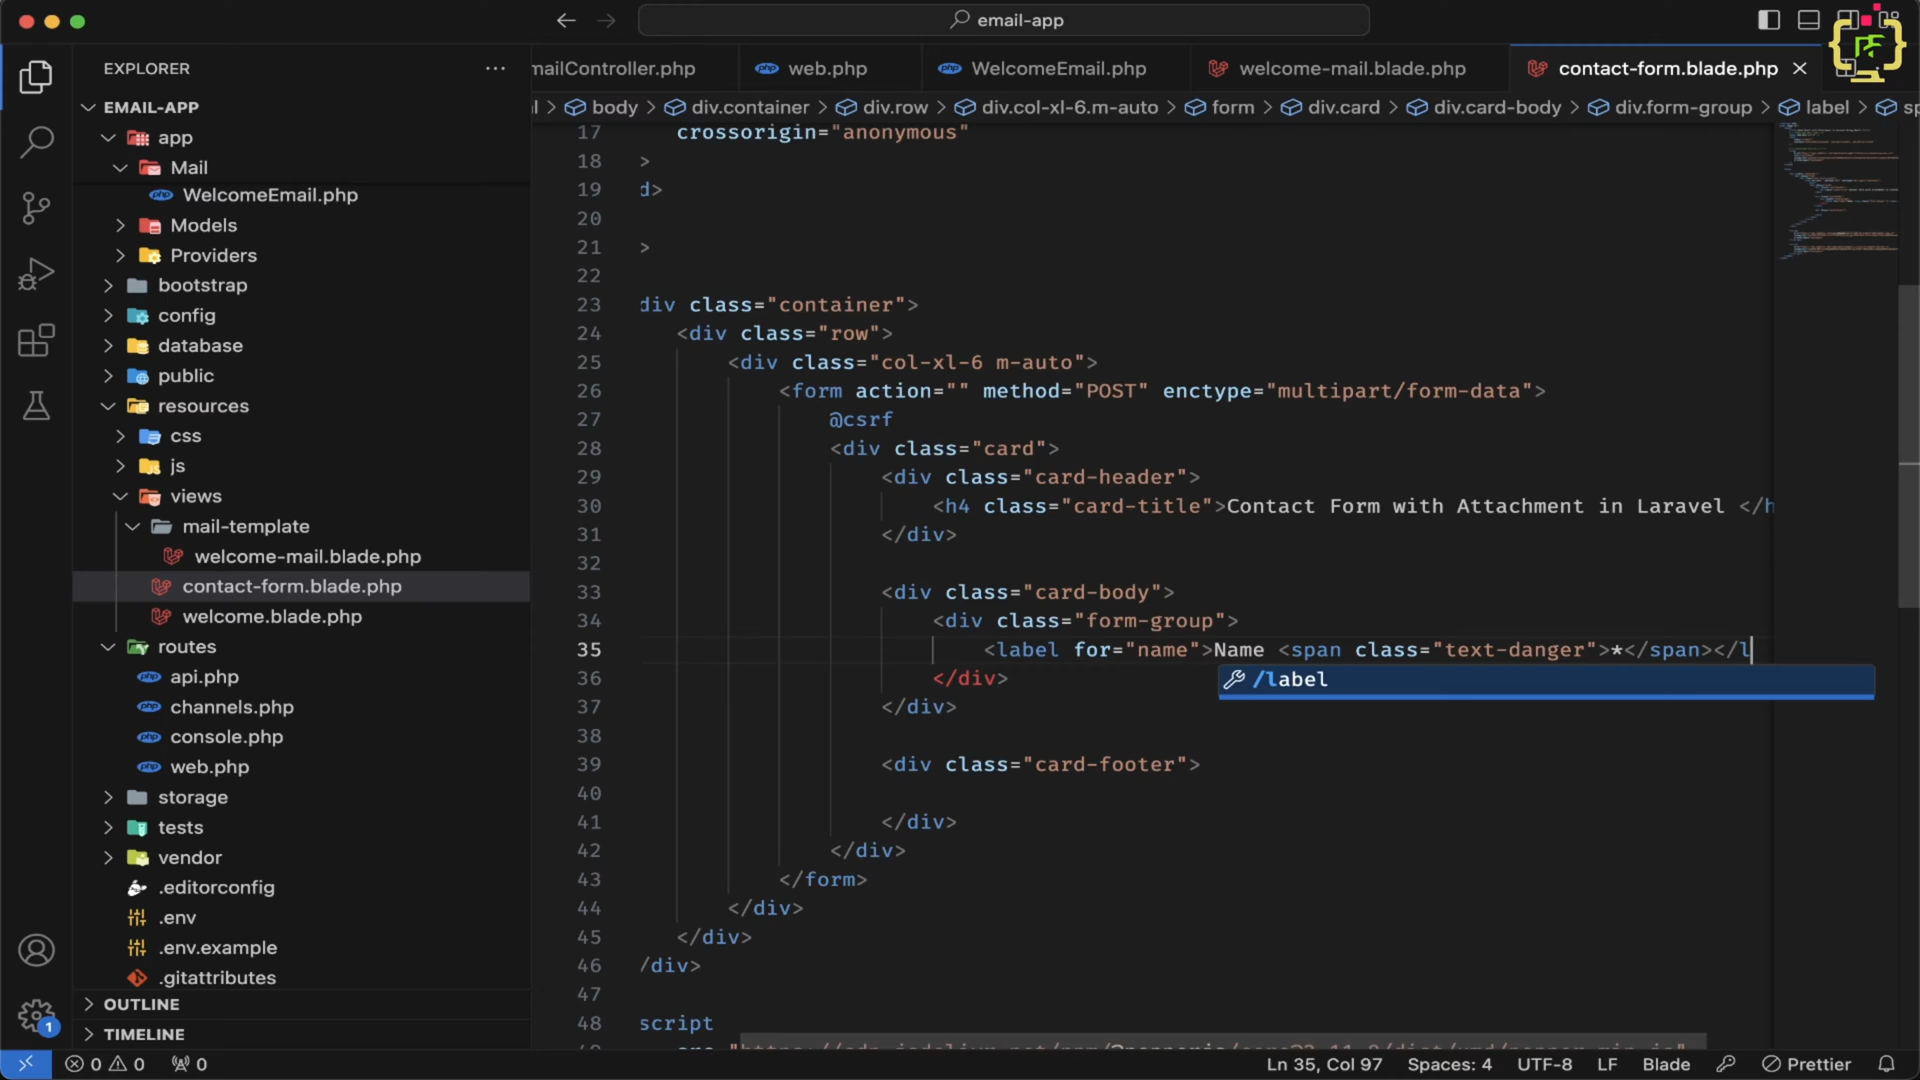 email-app
EXPLORER
mailController.php
web.php
WelcomeEmail.php
welcome-mail.blade.php
contact-form.blade.php
EMAIL-APP
body > div.container > div.row > div.col-xl-6.m-auto > form > div.card > div.card-body > div.form-group > label > sp
app
Mail
WelcomeEmail.php
Models
Providers
bootstrap
config
database
public
resources
css
js
views
mail-template
welcome-mail.blade.php
contact-form.blade.php
welcome.blade.php
routes
api.php
channels.php
console.php
web.php
storage
tests
vendor
.editorconfig
.env
.env.example
.gitattributes
OUTLINE
TIMELINE
17 crossorigin="anonymous"
18 >
19 d>
20
21 >
22
23 div class="container">
24 <div class="row">
25 <div class="col-xl-6 m-auto">
26 <form action="" method="POST" enctype="multipart/form-data">
27 @csrf
28 <div class="card">
29 <div class="card-header">
30 <h4 class="card-title">Contact Form with Attachment in Laravel </h
31 </div>
32
33 <div class="card-body">
34 <div class="form-group">
35 <label for="name">Name <span class="text-danger">*</span></l
/label
36 </div>
37 </div>
38
39 <div class="card-footer">
40
41 </div>
42 </div>
43 </form>
44 </div>
45 </div>
46 /div>
47
48 script
0 0 0
Ln 35, Col 97
Spaces: 4
UTF-8
LF
Blade
Prettier
1